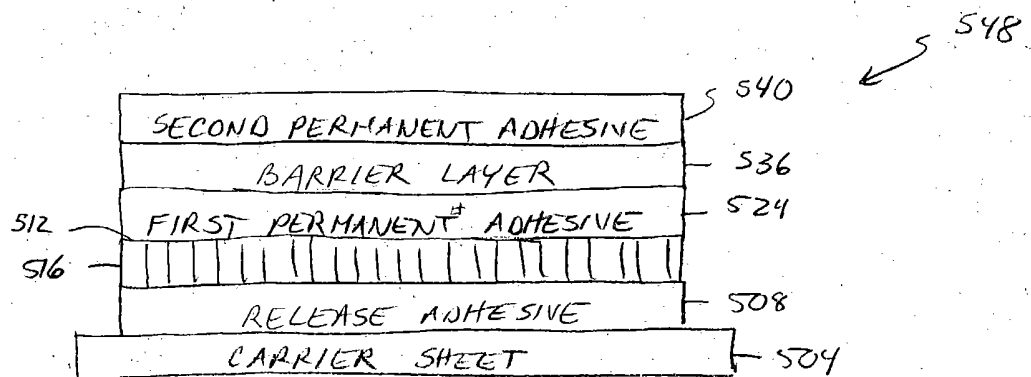 548
540
SECOND PERMANENT ADHESIVE
BARRIER LAYER
536
FIRST PERMANENT ADHESIVE
524
512
516
RELEASE ADHESIVE
508
CARRIER SHEET
504